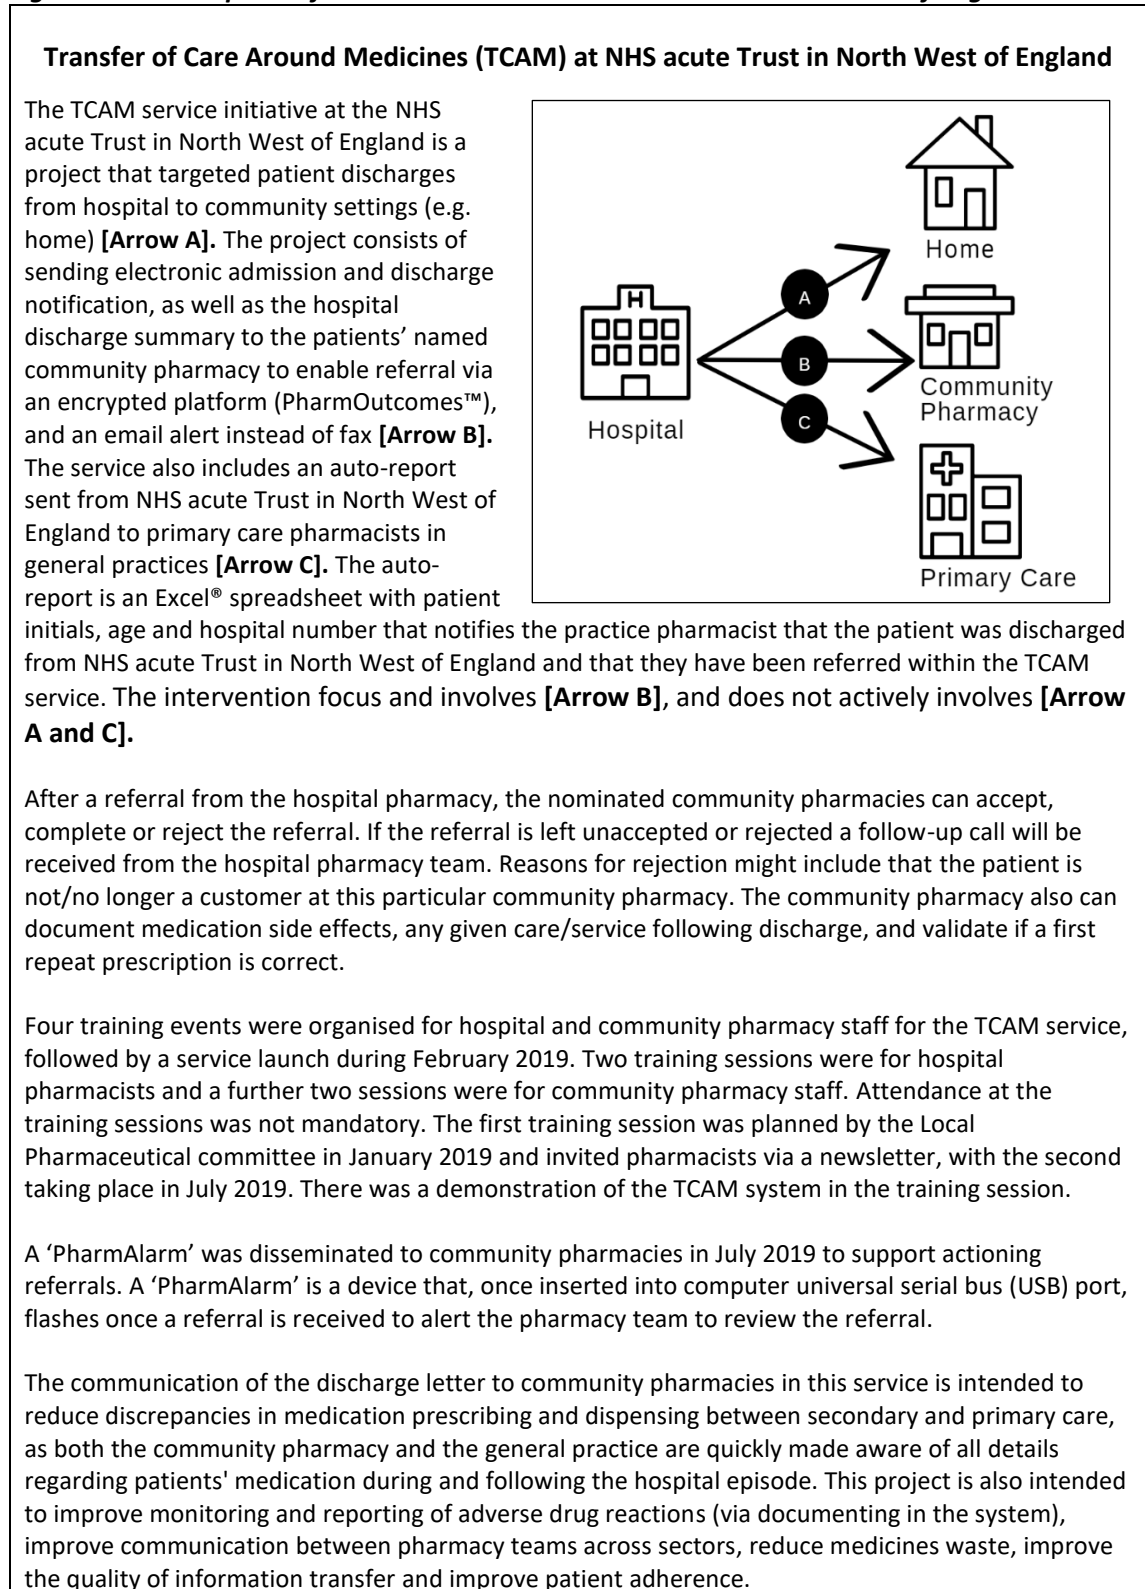 Transfer of Care Around Medicines (TCAM) at NHS acute Trust in North West of England
The TCAM service initiative at the NHS
acute Trust in North West of England is a
project that targeted patient discharges
from hospital to community settings (e.g.
home) [Arrow A]. The project consists of
sending electronic admission and discharge
notification, as well as the hospital
discharge summary to the patients’ named
community pharmacy to enable referral via
an encrypted platform (PharmOutcomes™),
and an email alert instead of fax [Arrow B].
The service also includes an auto-report
sent from NHS acute Trust in North West of
England to primary care pharmacists in
general practices [Arrow C]. The auto-
report is an Excel® spreadsheet with patient
H
Hospital
A
B
C
Home
Community
Pharmacy
Primary Care
initials, age and hospital number that notifies the practice pharmacist that the patient was discharged
from NHS acute Trust in North West of England and that they have been referred within the TCAM
service. The intervention focus and involves [Arrow B], and does not actively involves [Arrow
A and C].
After a referral from the hospital pharmacy, the nominated community pharmacies can accept,
complete or reject the referral. If the referral is left unaccepted or rejected a follow-up call will be
received from the hospital pharmacy team. Reasons for rejection might include that the patient is
not/no longer a customer at this particular community pharmacy. The community pharmacy also can
document medication side effects, any given care/service following discharge, and validate if a first
repeat prescription is correct.
Four training events were organised for hospital and community pharmacy staff for the TCAM service,
followed by a service launch during February 2019. Two training sessions were for hospital
pharmacists and a further two sessions were for community pharmacy staff. Attendance at the
training sessions was not mandatory. The first training session was planned by the Local
Pharmaceutical committee in January 2019 and invited pharmacists via a newsletter, with the second
taking place in July 2019. There was a demonstration of the TCAM system in the training session.
A ‘PharmAlarm’ was disseminated to community pharmacies in July 2019 to support actioning
referrals. A ‘PharmAlarm’ is a device that, once inserted into computer universal serial bus (USB) port,
flashes once a referral is received to alert the pharmacy team to review the referral.
The communication of the discharge letter to community pharmacies in this service is intended to
reduce discrepancies in medication prescribing and dispensing between secondary and primary care,
as both the community pharmacy and the general practice are quickly made aware of all details
regarding patients' medication during and following the hospital episode. This project is also intended
to improve monitoring and reporting of adverse drug reactions (via documenting in the system),
improve communication between pharmacy teams across sectors, reduce medicines waste, improve
the quality of information transfer and improve patient adherence.